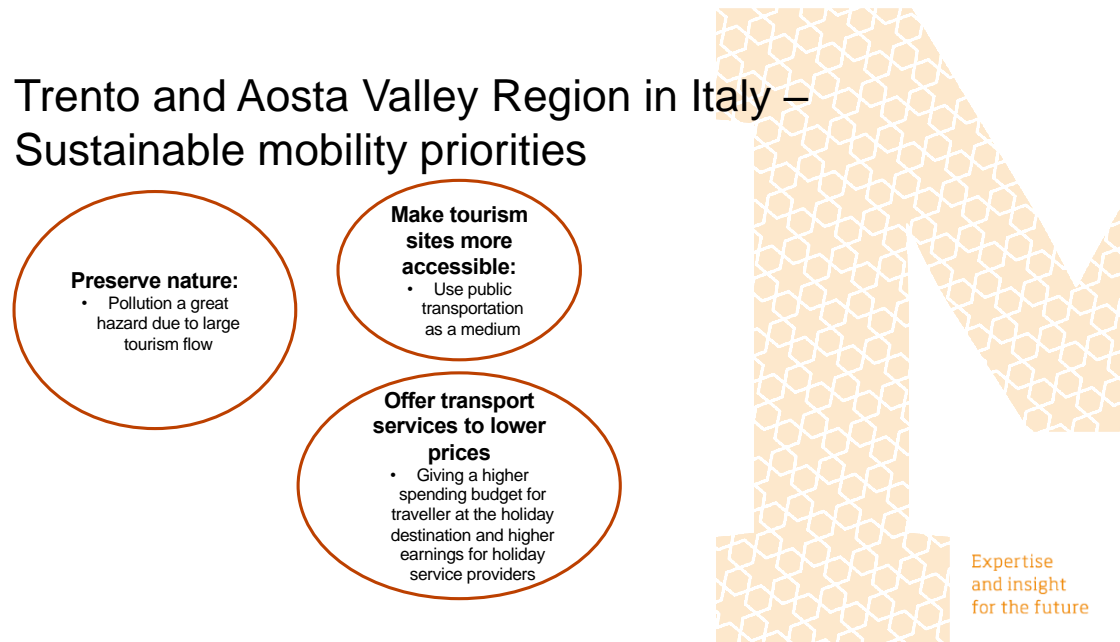 Trento and Aosta Valley Region in Italy –
Sustainable mobility priorities
Preserve nature:
• Pollution a great
hazard due to large
tourism flow
Make tourism
sites more
accessible:
• Use public
transportation
as a medium
Offer transport
services to lower
prices
• Giving a higher
spending budget for
traveller at the holiday
destination and higher
earnings for holiday
service providers
Expertise
and insight
for the future